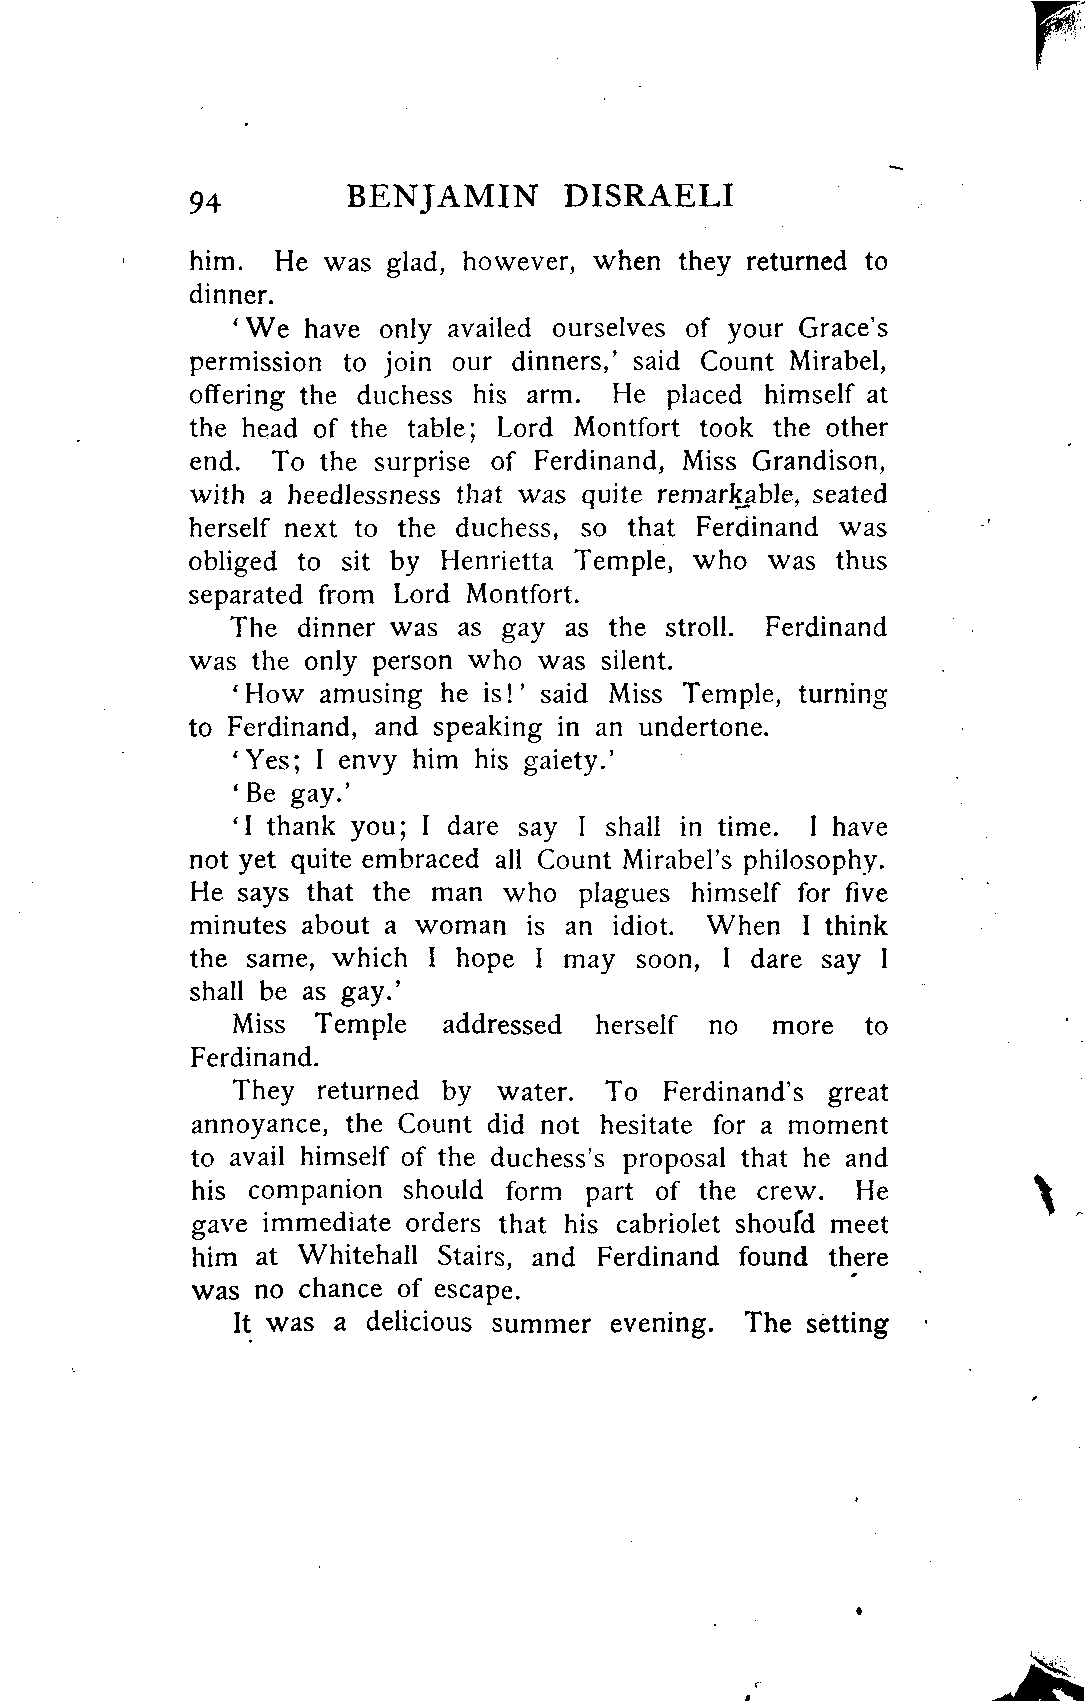 94 BENJAMIN DISRAELI
him. He was glad, however, when they returned to
dinner.
‘We have only availed ourselves of your Grace’s
permission to join our dinners,’ said Count Mirabel,
offering the duchess his arm. He placed himself at
the head of the table; Lord Montfort took the other
end. To the surprise of Ferdinand, Miss Grandison,
with a heedlessness that was quite remarkable, seated
herself next to the duchess, so that Ferdinand was
obliged to sit by Henrietta Temple, who was thus
separated from Lord Montfort.
The dinner was as gay as the stroll. Ferdinand
was the only person who was silent.
‘How amusing he is!’ said Miss Temple, turning
to Ferdinand, and speaking in an undertone.
‘Yes; I envy him his gaiety.’
‘Be gay.’
‘I thank you; I dare say I shall in time. I have
not yet quite embraced all Count Mirabel’s philosophy.
He says that the man who plagues himself for five
minutes about a woman is an idiot. When I think
the same, which I hope I may soon, I dare say I
shall be as gay.’
Miss Temple addressed herself no more to
Ferdinand.
They returned by water. To Ferdinand’s great
annoyance, the Count did not hesitate for a moment
to avail himself of the duchess’s proposal that he and
his companion should form part of the crew. He
gave immediate orders that his cabriolet should meet
him at Whitehall Stairs, and Ferdinand found there
was no chance of escape.
It was a delicious summer evening. The setting